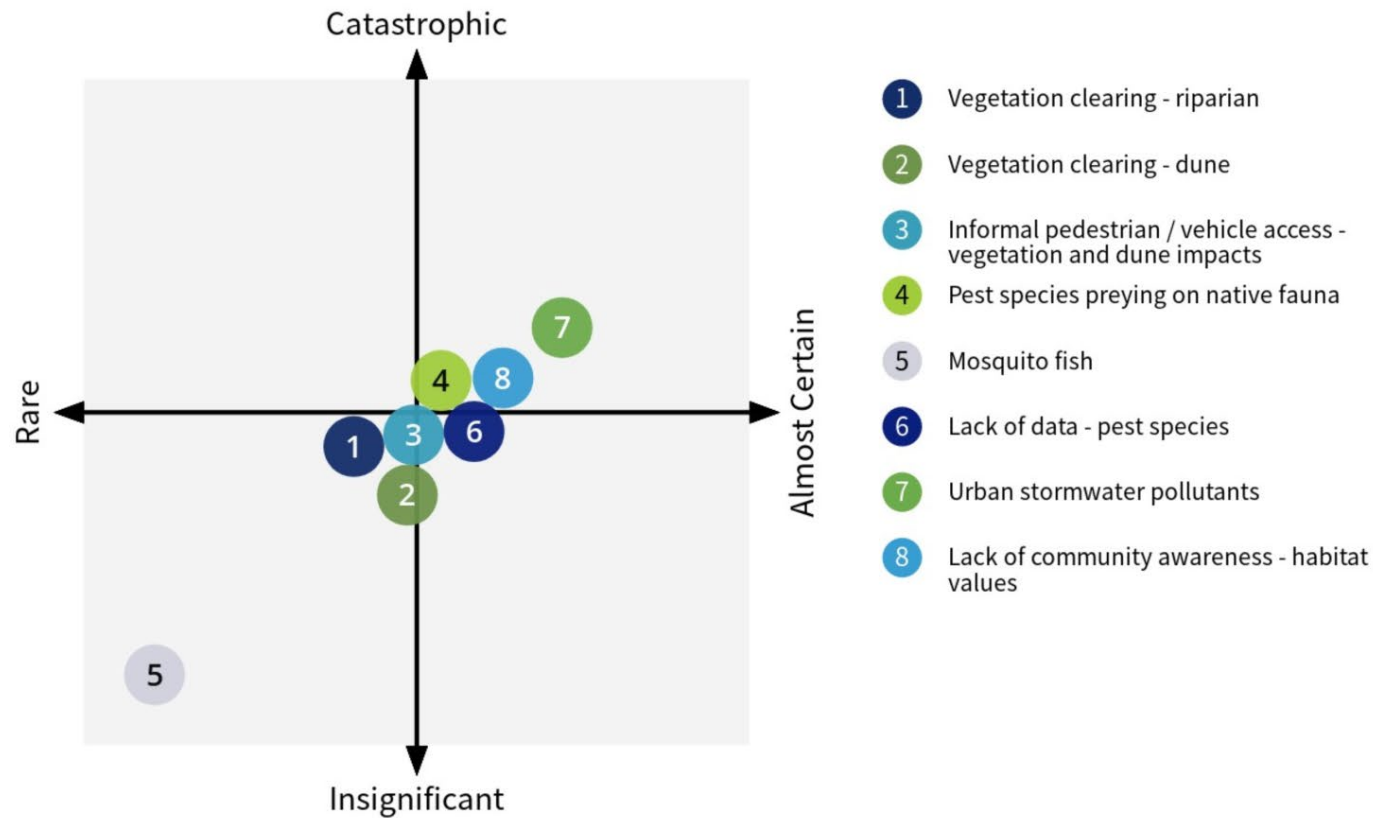 Catastrophic
Rare
Almost Certain
Insignificant
7
4
8
1
3
6
2
5
1 Vegetation clearing - riparian
2 Vegetation clearing - dune
3 Informal pedestrian / vehicle access -
vegetation and dune impacts
4 Pest species preying on native fauna
5 Mosquito fish
6 Lack of data - pest species
7 Urban stormwater pollutants
8 Lack of community awareness - habitat
values